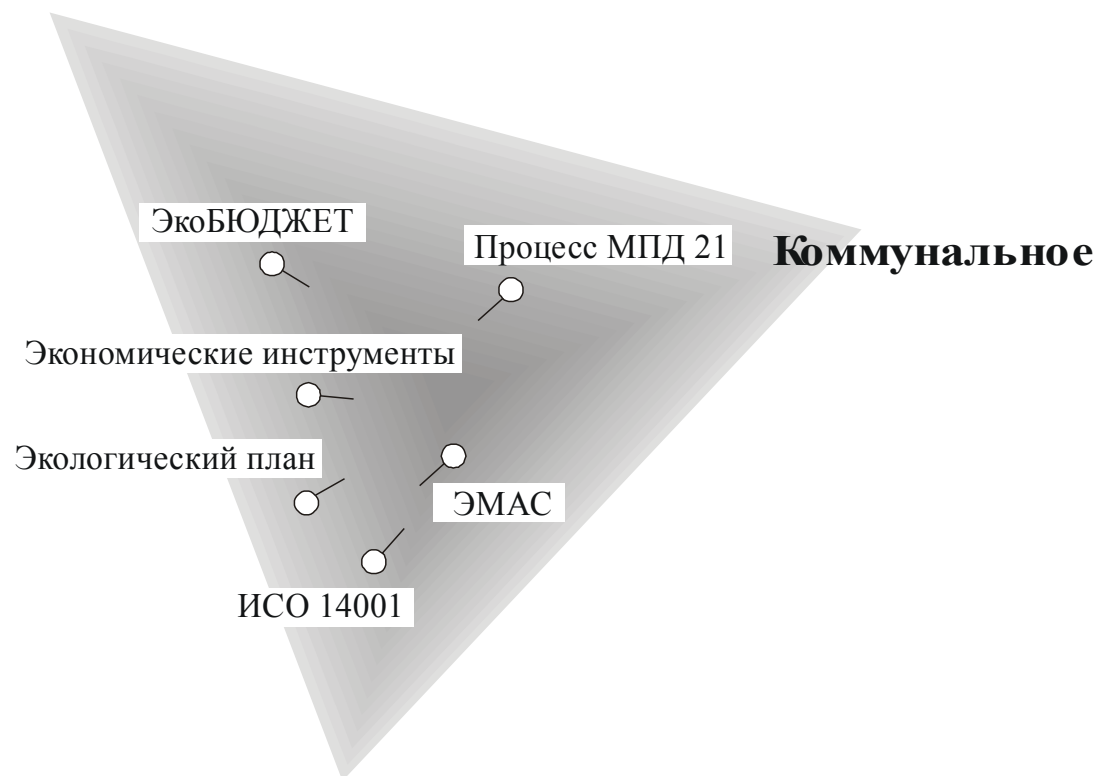 ЭкоБЮДЖЕТ
Процесс МПД 21
Коммунальное
Экономические инструменты
Экологический план
ЭМАС
ИСО 14001